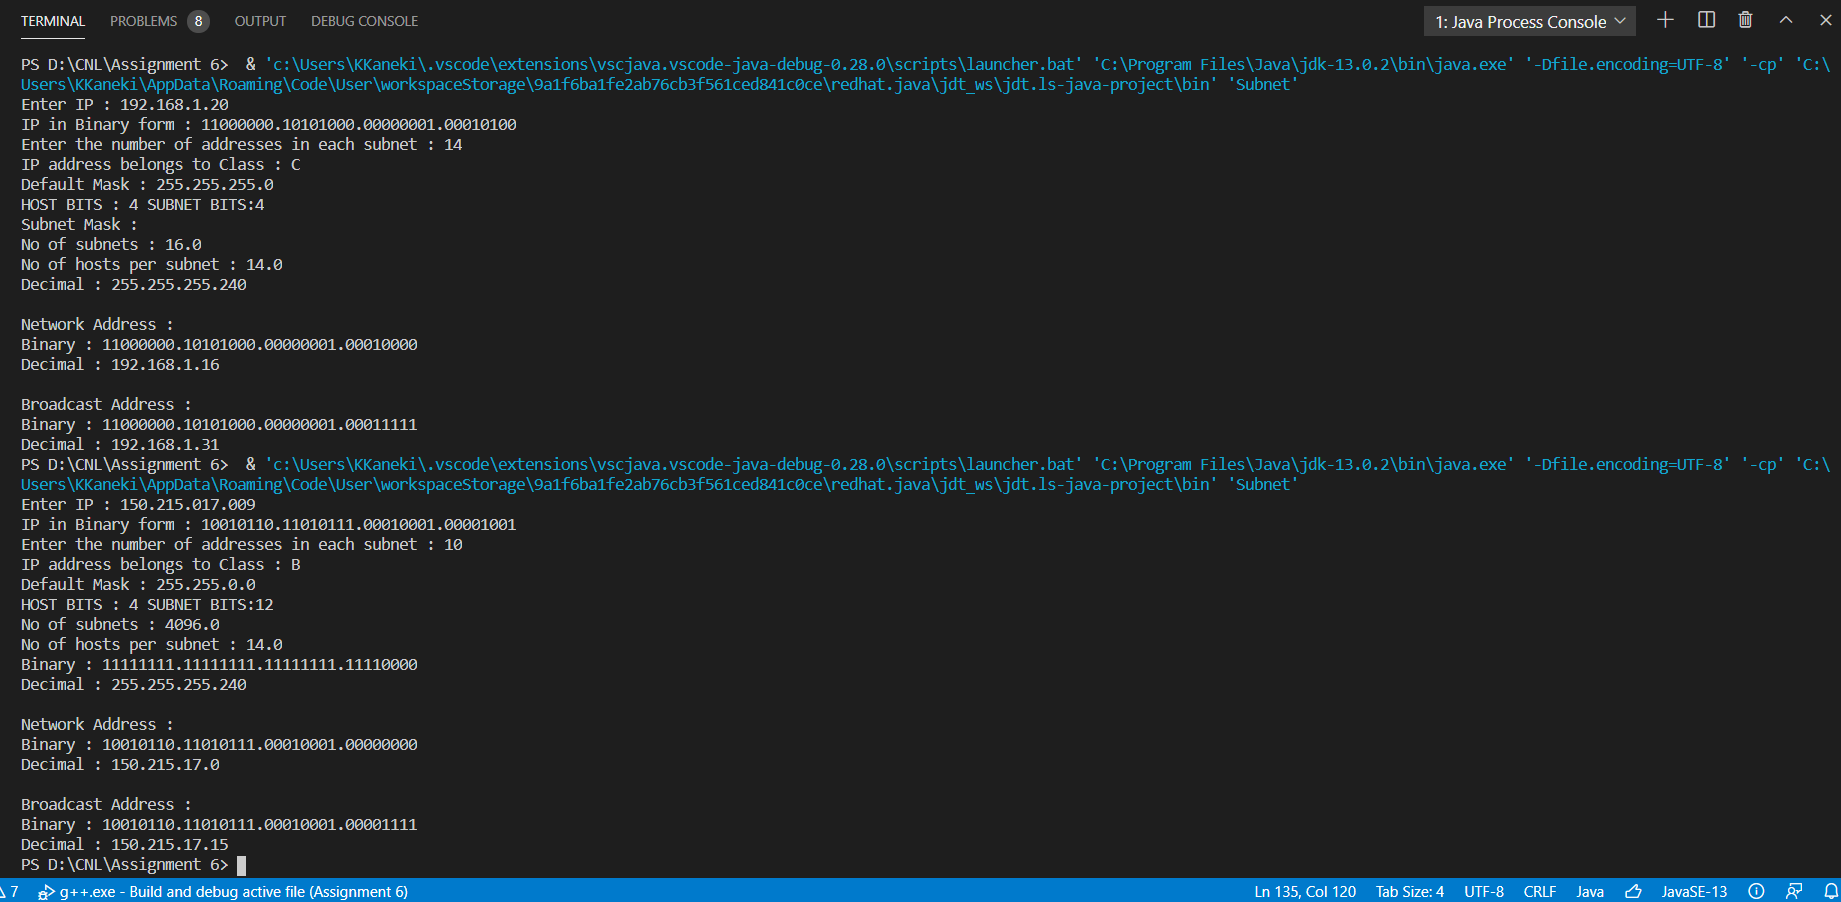 TERMINAL PROBLEMS 8 OUTPUT DEBUG CONSOLE 1: Java Process Console
PS D:\CNL\Assignment 6>  & 'c:\Users\KKaneki\.vscode\extensions\vscjava.vscode-java-debug-0.28.0\scripts\launcher.bat' 'C:\Program Files\Java\jdk-13.0.2\bin\java.exe' '-Dfile.encoding=UTF-8' '-cp' 'C:\
Users\KKaneki\AppData\Roaming\Code\User\workspaceStorage\9a1f6ba1fe2ab76cb3f561ced841c0ce\redhat.java\jdt_ws\jdt.ls-java-project\bin' 'Subnet'
Enter IP : 192.168.1.20
IP in Binary form : 11000000.10101000.00000001.00010100
Enter the number of addresses in each subnet : 14
IP address belongs to Class : C
Default Mask : 255.255.255.0
HOST BITS : 4 SUBNET BITS:4
Subnet Mask :
No of subnets : 16.0
No of hosts per subnet : 14.0
Decimal : 255.255.255.240
Network Address :
Binary : 11000000.10101000.00000001.00010000
Decimal : 192.168.1.16
Broadcast Address :
Binary : 11000000.10101000.00000001.00011111
Decimal : 192.168.1.31
PS D:\CNL\Assignment 6>  & 'c:\Users\KKaneki\.vscode\extensions\vscjava.vscode-java-debug-0.28.0\scripts\launcher.bat' 'C:\Program Files\Java\jdk-13.0.2\bin\java.exe' '-Dfile.encoding=UTF-8' '-cp' 'C:\
Users\KKaneki\AppData\Roaming\Code\User\workspaceStorage\9a1f6ba1fe2ab76cb3f561ced841c0ce\redhat.java\jdt_ws\jdt.ls-java-project\bin' 'Subnet'
Enter IP : 150.215.017.009
IP in Binary form : 10010110.11010111.00010001.00001001
Enter the number of addresses in each subnet : 10
IP address belongs to Class : B
Default Mask : 255.255.0.0
HOST BITS : 4 SUBNET BITS:12
No of subnets : 4096.0
No of hosts per subnet : 14.0
Binary : 11111111.11111111.11111111.11110000
Decimal : 255.255.255.240
Network Address :
Binary : 10010110.11010111.00010001.00000000
Decimal : 150.215.17.0
Broadcast Address :
Binary : 10010110.11010111.00010001.00001111
Decimal : 150.215.17.15
PS D:\CNL\Assignment 6>
7 g++.exe - Build and debug active file (Assignment 6) Ln 135, Col 120 Tab Size: 4 UTF-8 CRLF Java JavaSE-13